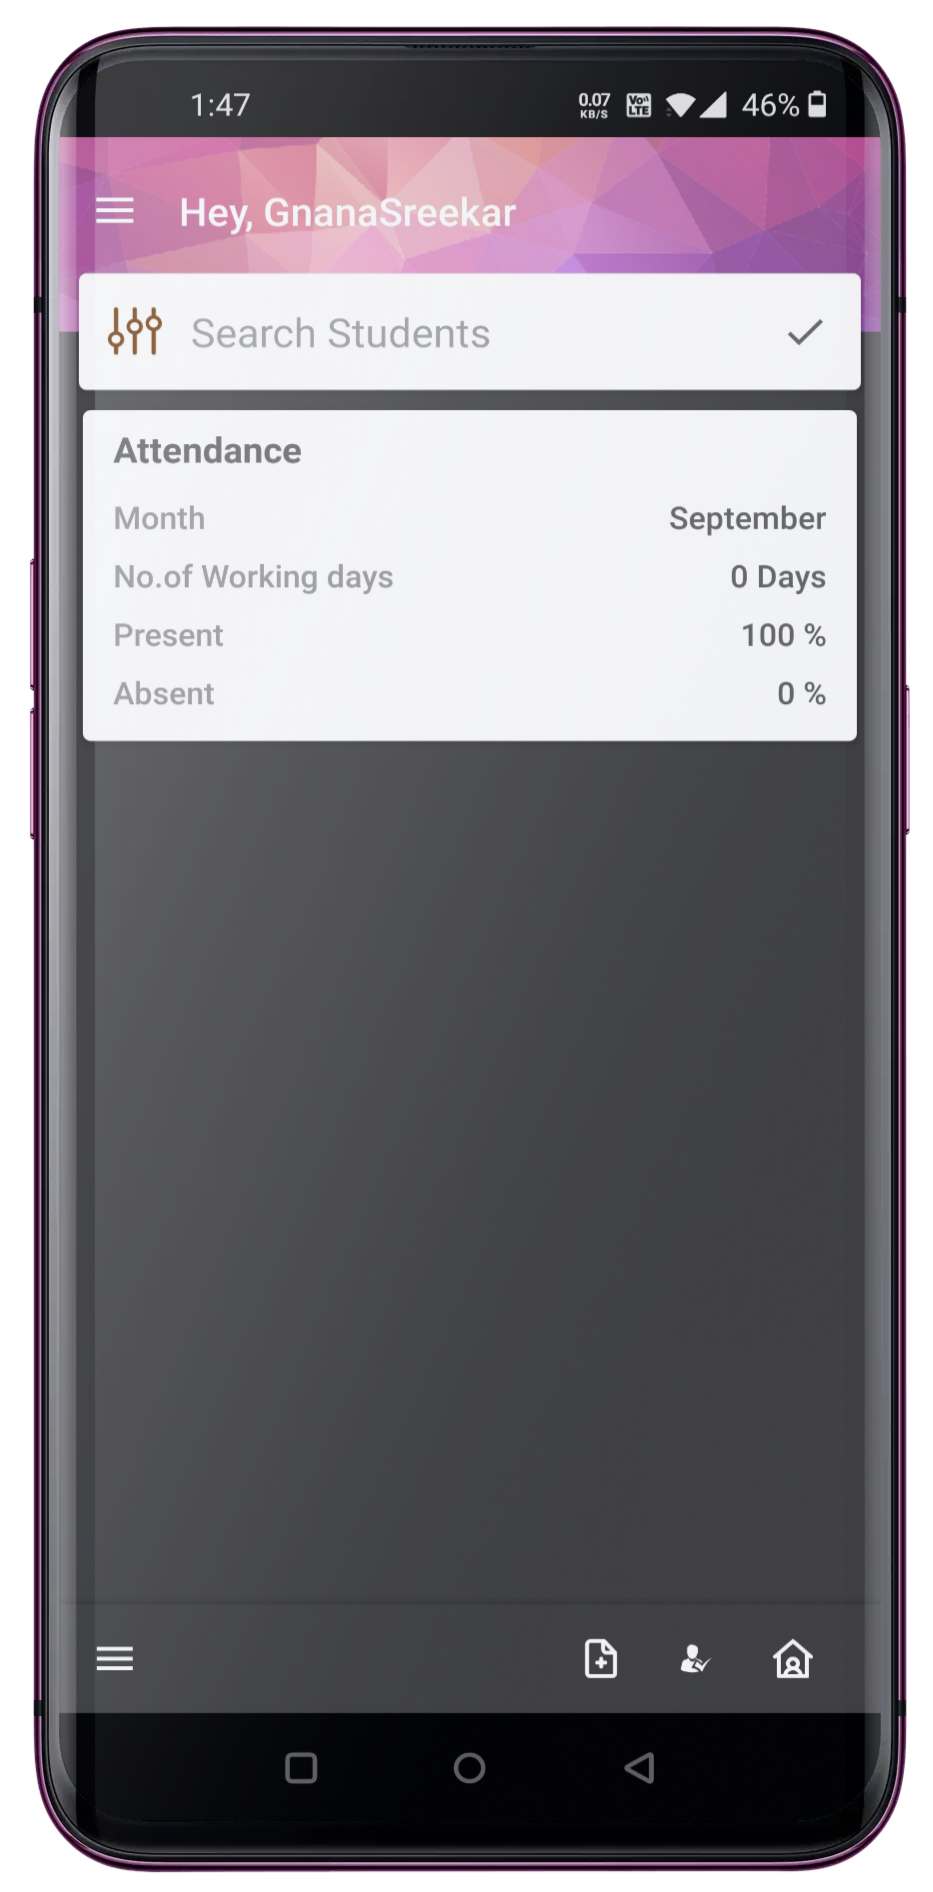 1:47 0.07 KB/S Vo)) LTE 46%
Hey, GnanaSreekar
Search Students
Attendance
Month September
No.of Working days 0 Days
Present 100 %
Absent 0 %